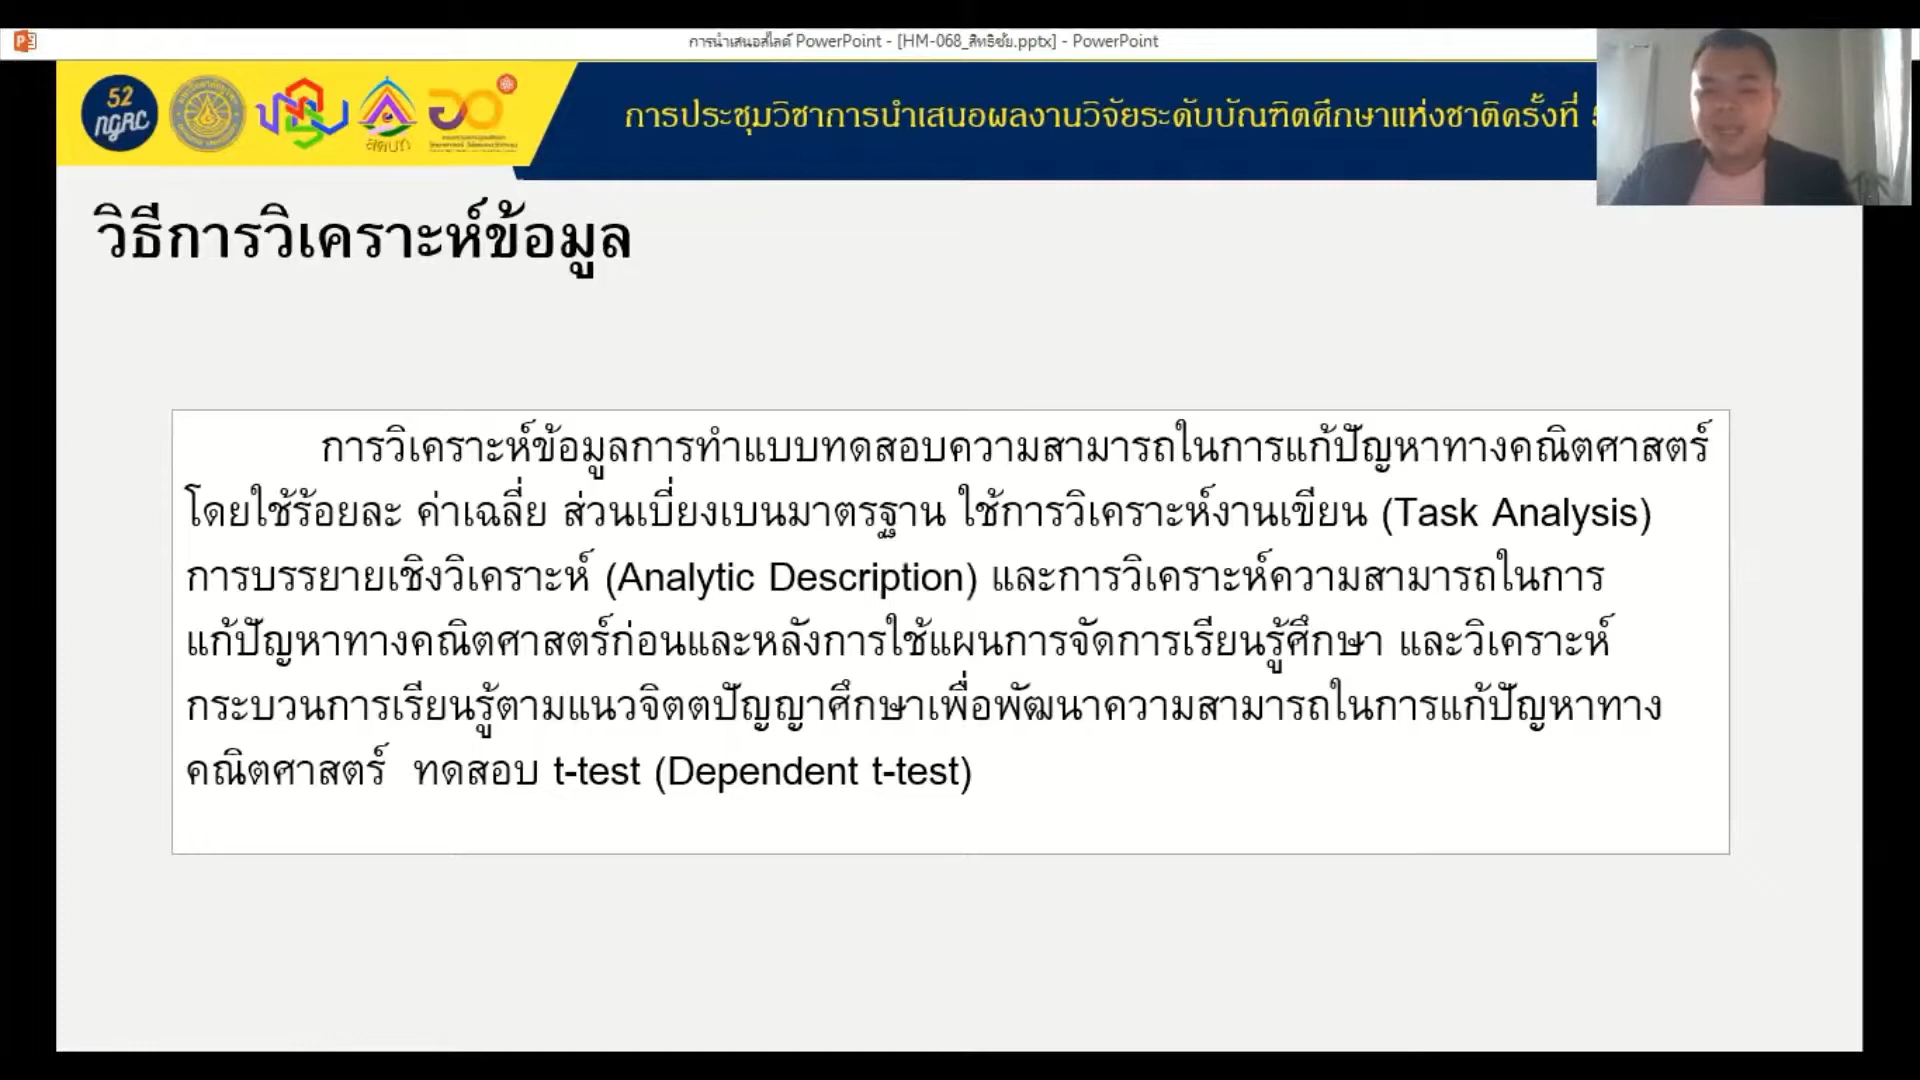 การนำเสนอสไลด์ PowerPoint - [HM-068_สิทธิชัย.pptx] - PowerPoint
52
NGRC
สคบท
การประชุมวิชาการนำเสนอผลงานวิจัยระดับบัณฑิตศึกษาแห่งชาติครั้งที่ 5
วิธีการวิเคราะห์ข้อมูล
การวิเคราะห์ข้อมูลการทำแบบทดสอบความสามารถในการแก้ปัญหาทางคณิตศาสตร์
โดยใช้ร้อยละ ค่าเฉลี่ย ส่วนเบี่ยงเบนมาตรฐาน ใช้การวิเคราะห์งานเขียน (Task Analysis)
การบรรยายเชิงวิเคราะห์ (Analytic Description) และการวิเคราะห์ความสามารถในการ
แก้ปัญหาทางคณิตศาสตร์ก่อนและหลังการใช้แผนการจัดการเรียนรู้ศึกษา และวิเคราะห์
กระบวนการเรียนรู้ตามแนวจิตตปัญญาศึกษาเพื่อพัฒนาความสามารถในการแก้ปัญหาทาง
คณิตศาสตร์ ทดสอบ t-test (Dependent t-test)